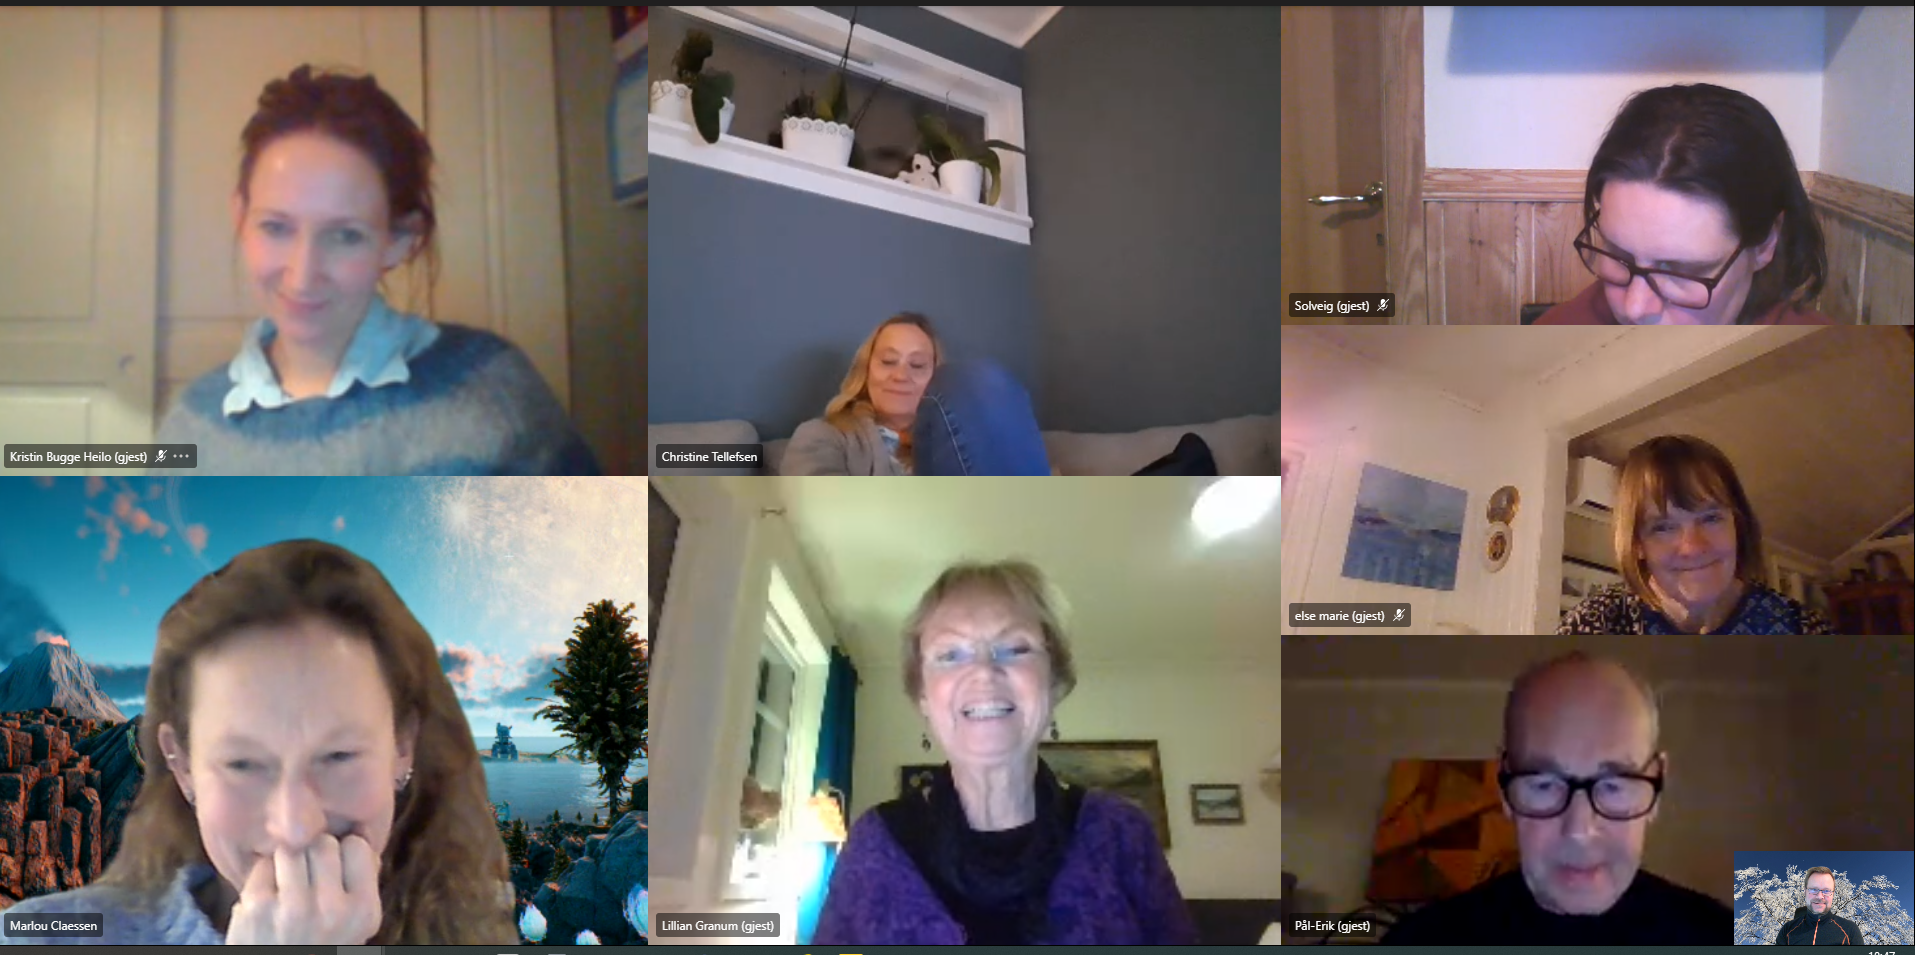 Solveig (gjest)
Kristin Bugge Heilo (gjest)
Christine Tellefsen
else marie (gjest)
Marlou Claessen
Lillian Granum (gjest)
Pål-Erik (gjest)